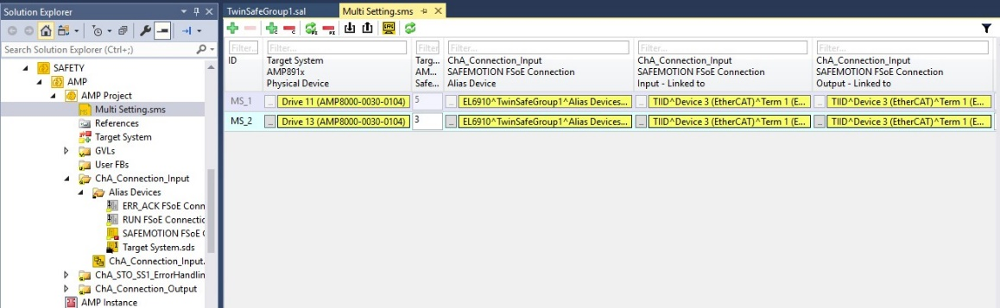 Solution Explorer
Search Solution Explorer (Ctrl+;)
SAFETY
AMP
AMP Project
Multi Setting.sms
References
Target System
GVLs
User FBs
ChA_Connection_Input
Alias Devices
ERR_ACK FSoE Conn
RUN FSoE Connectic
SAFEMOTION FSoE C
Target System.sds
ChA_Connection_Input.
ChA_STO_SS1_ErrorHandlin
ChA_Connection_Output
AMP Instance
TwinSafeGroup1.sal
Multi Setting.sms
Filter... Filter... Filter... Filter... Filter... Filter...
ID Target System Targ... ChA_Connection_Input ChA_Connection_Input ChA_Connection_Input
AMP891x AM... SAFEMOTION FSoE Connection SAFEMOTION FSoE Connection SAFEMOTION FSoE Connection
Physical Device Safe... Alias Device Input - Linked to Output - Linked to
MS_1 ... Drive 11 (AMP8000-0030-0104) 5 ... EL6910^TwinSafeGroup1^Alias Devices... ... TIID^Device 3 (EtherCAT)^Term 1 (E... ... TIID^Device 3 (EtherCAT)^Term 1 (E...
MS_2 ... Drive 13 (AMP8000-0030-0104) 3 ... EL6910^TwinSafeGroup1^Alias Devices... ... TIID^Device 3 (EtherCAT)^Term 1 (E... ... TIID^Device 3 (EtherCAT)^Term 1 (E...